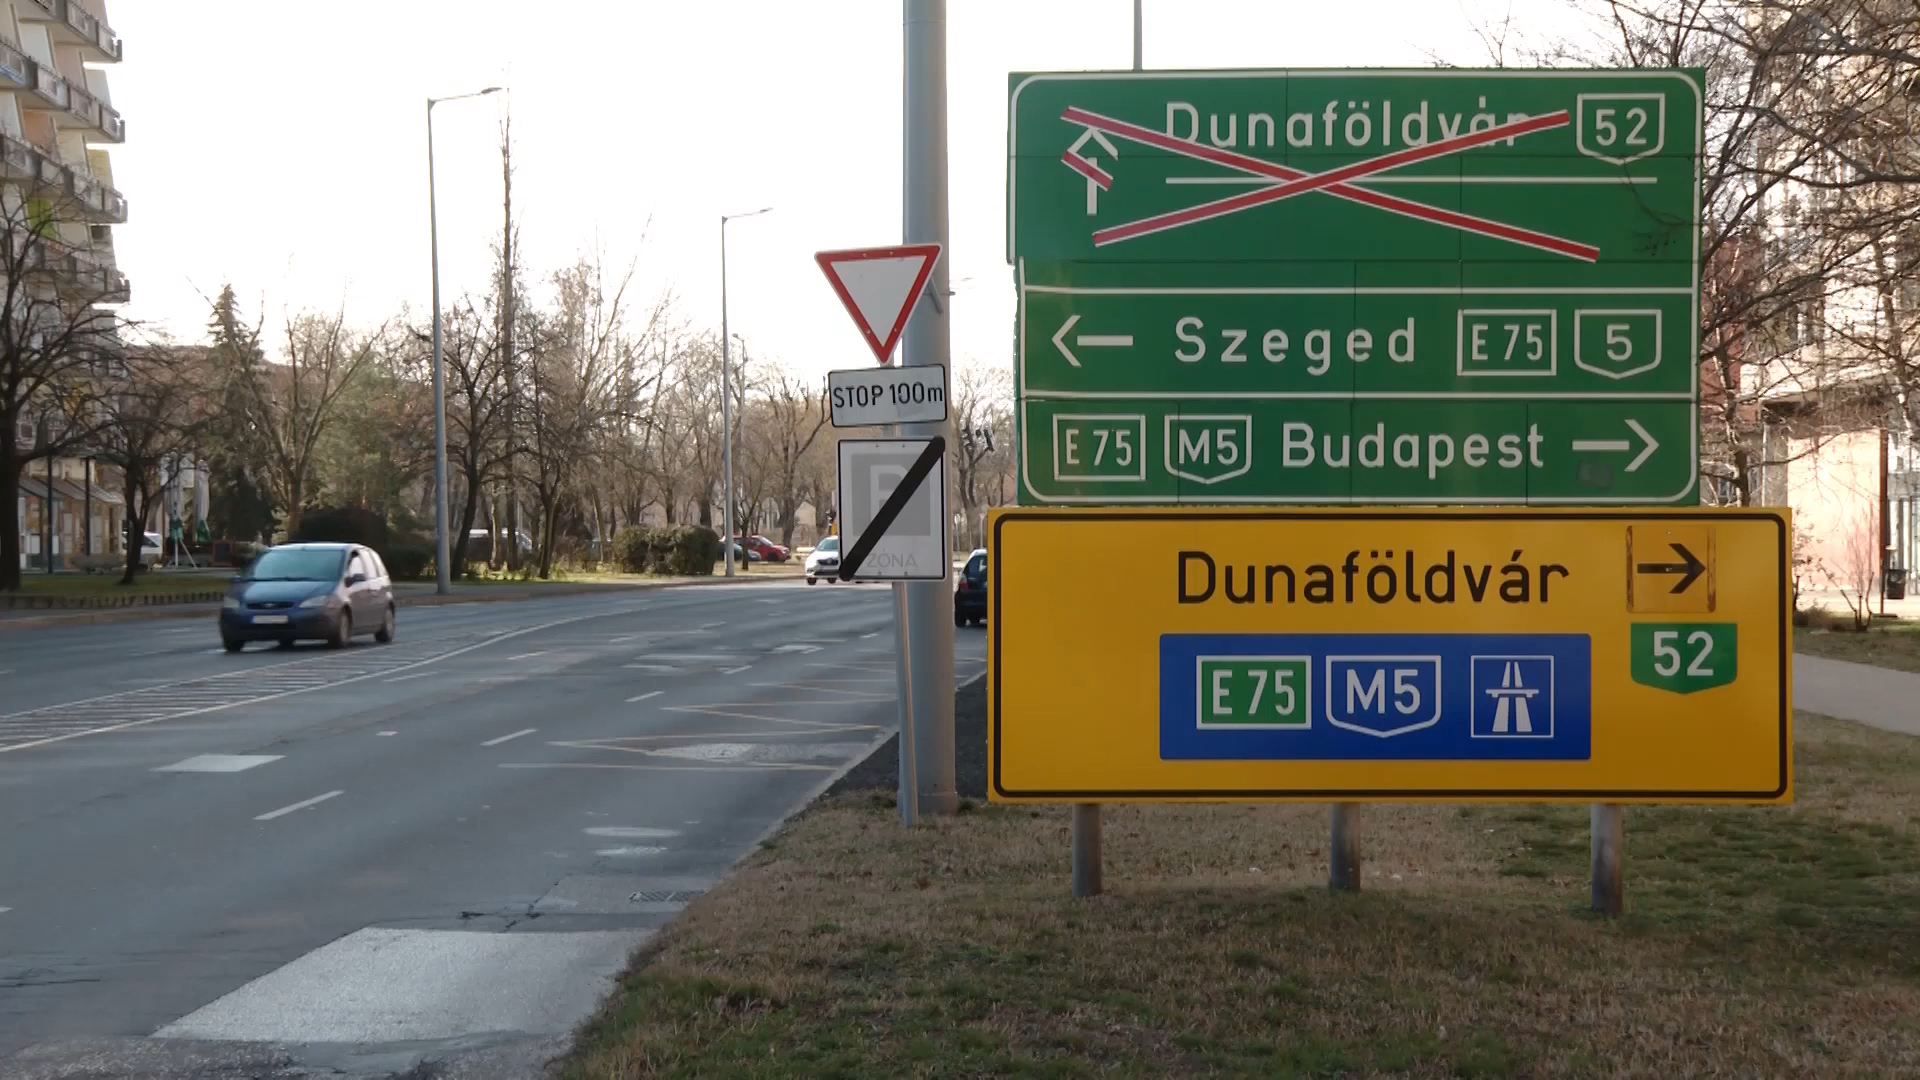 Dunaföldvár 52
Szeged E 75 5
E 75 M5 Budapest
STOP 100m
P
ZÓNA
Dunaföldvár
52
E 75 M5